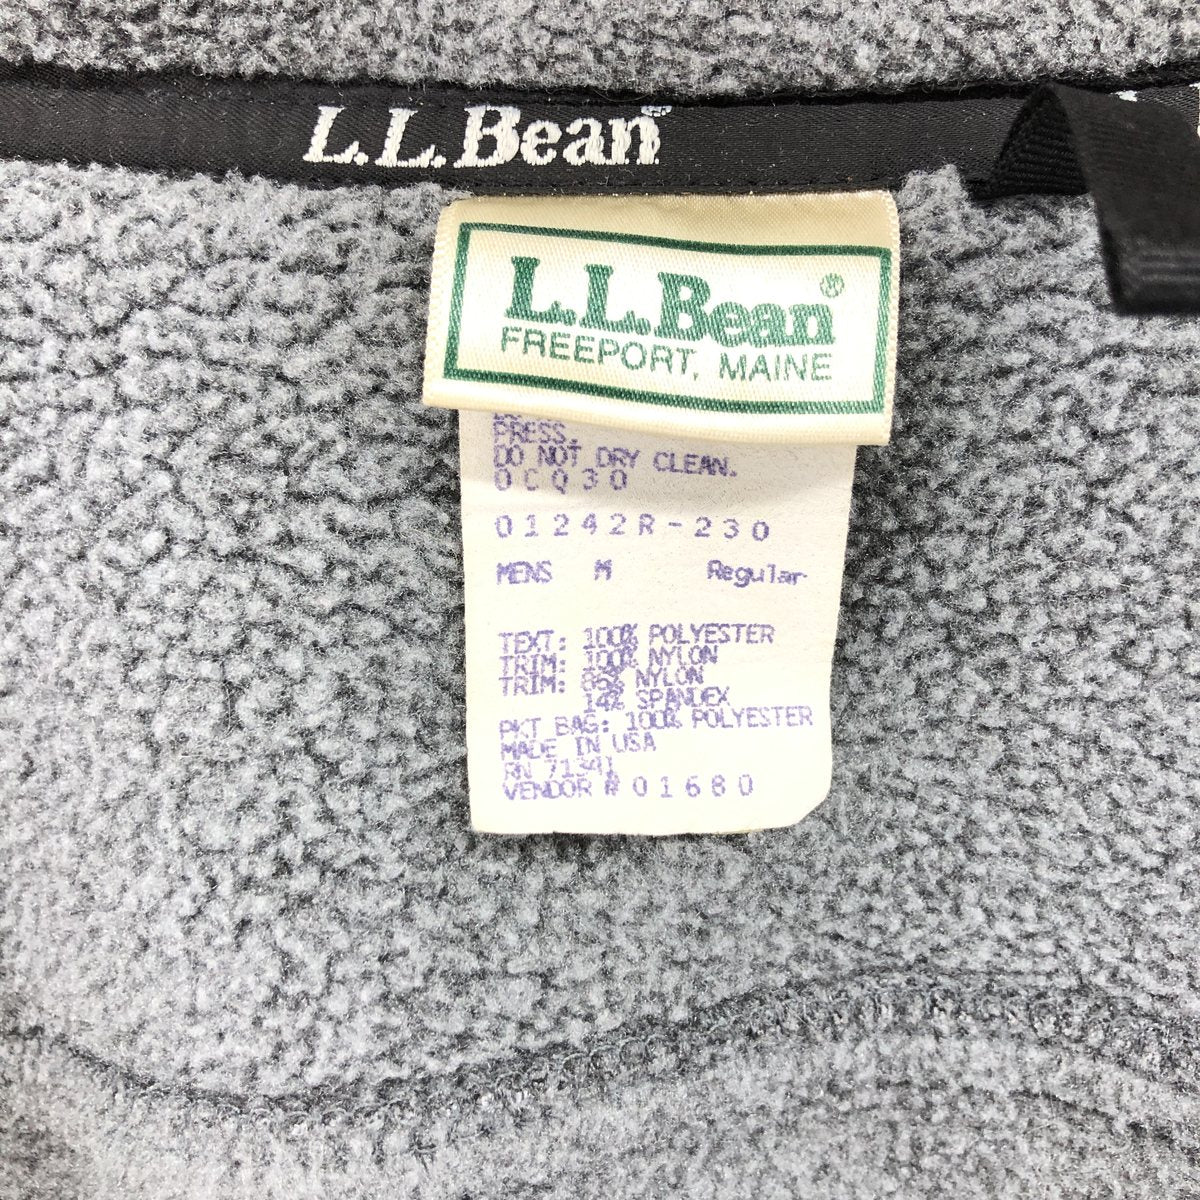 L.L.Bean
L.L.Bean®
FREEPORT, MAINE
PRESS.
DO NOT DRY CLEAN.
0CQ30
01242R-230
MENS M Regular
TEXT: 100% POLYESTER
TRIM: 100% NYLON
TRIM: 86% NYLON
14% SPANDEX
PKT BAG: 100% POLYESTER
MADE IN USA
RN 71341
VENDOR # 01680